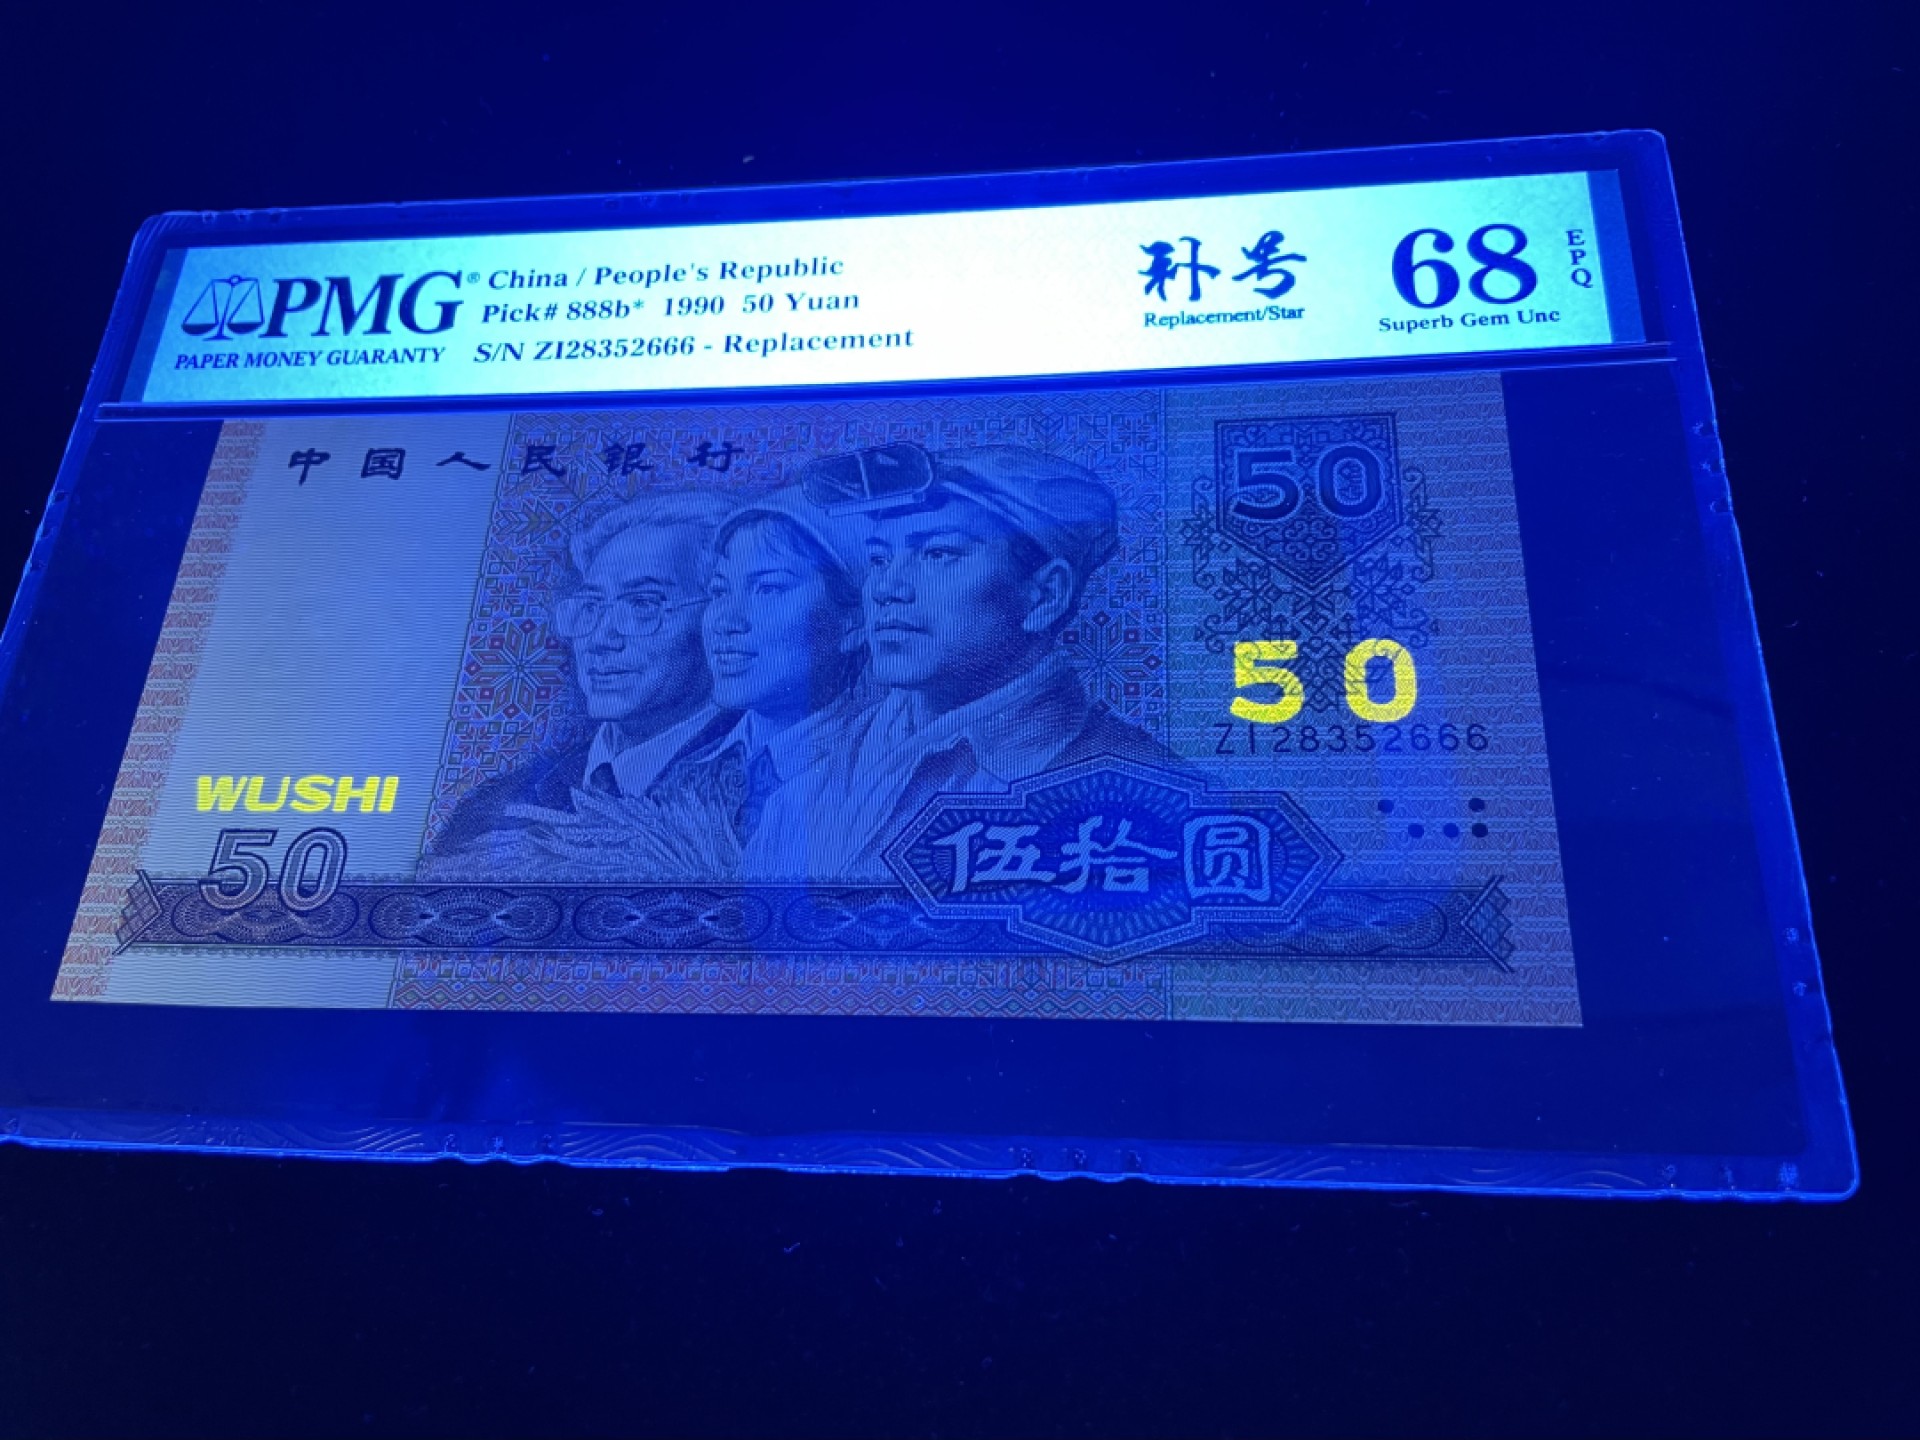 PMG®
PAPER MONEY GUARANTY
China / People's Republic
Pick# 888b* 1990 50 Yuan
S/N ZI28352666 - Replacement
补号
Replacement/Star
68
EPQ
Superb Gem Unc
中国人民银行
50
50
ZI28352666
WUSHI
50
伍拾圆